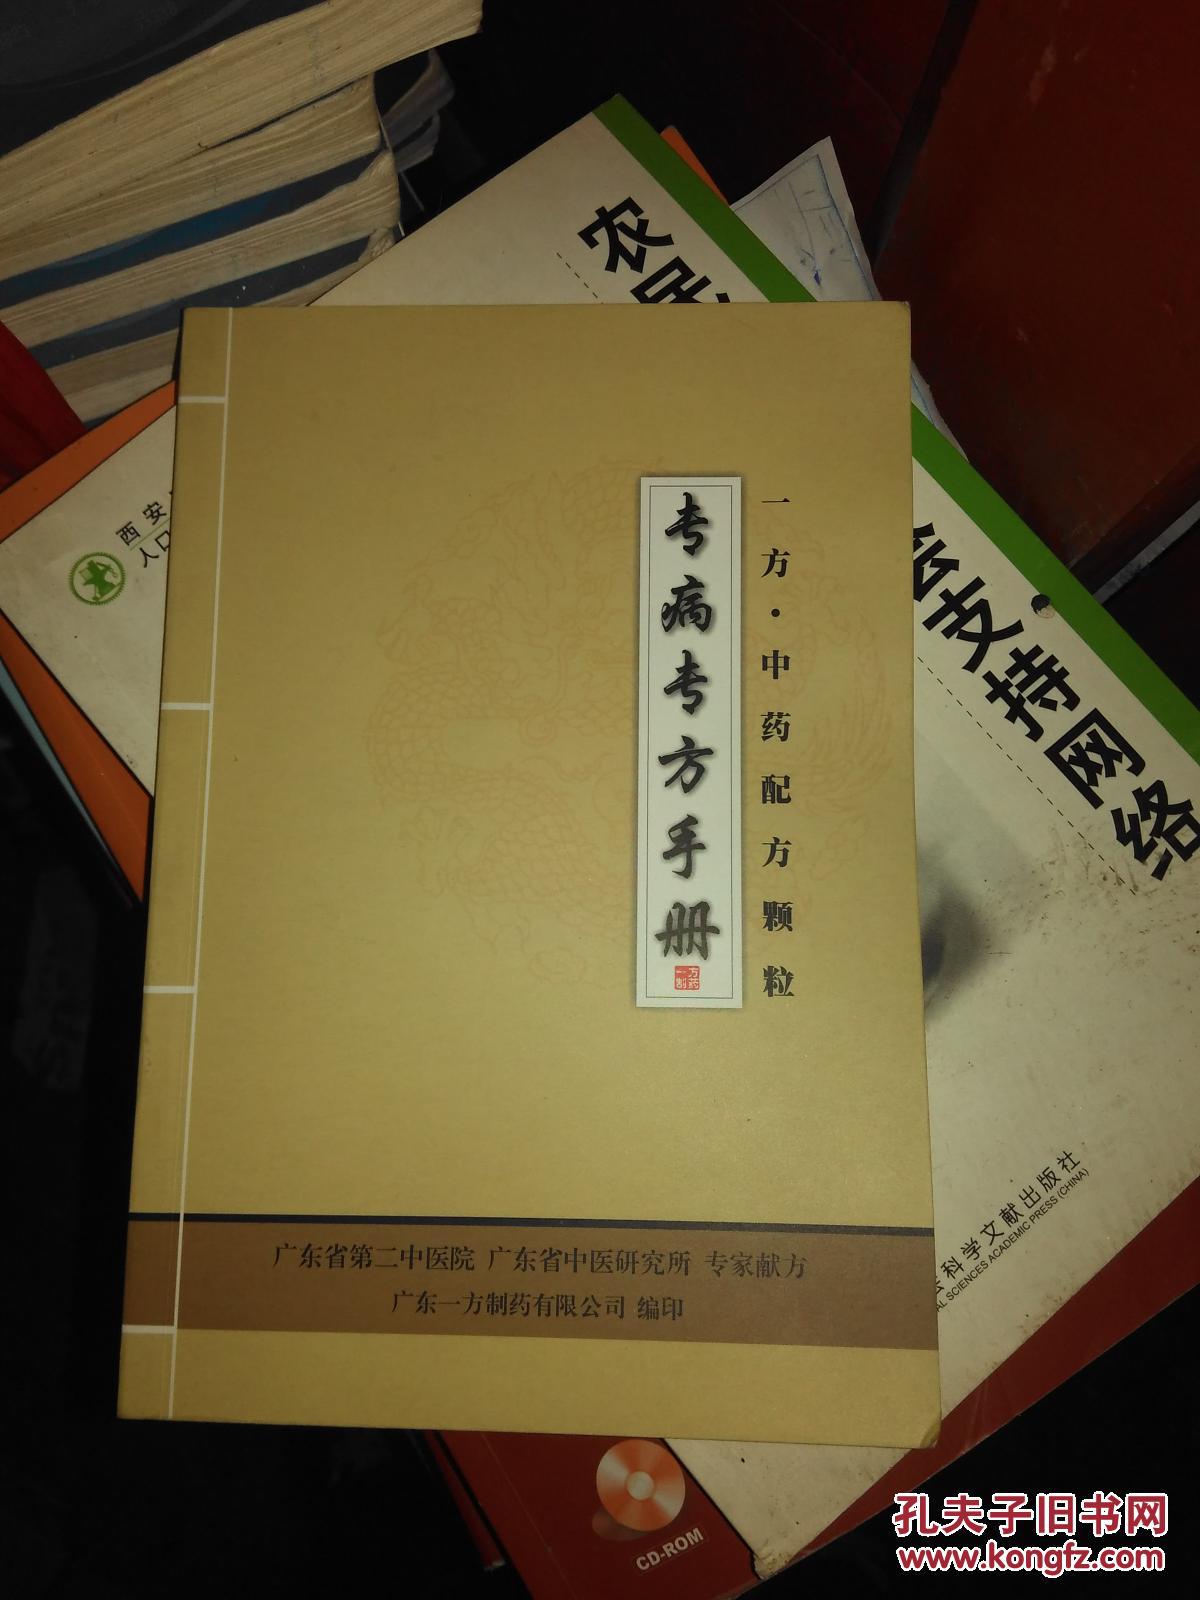 农民
会支持网络
西安
人口
一方·中药配方颗粒
专病专方手册
一方制药
广东省第二中医院 广东省中医研究所 专家献方
广东一方制药有限公司 编印
科学文献出版社
SCIENCES ACADEMIC PRESS (CHINA)
CD-ROM
孔夫子旧书网
www.kongfz.com